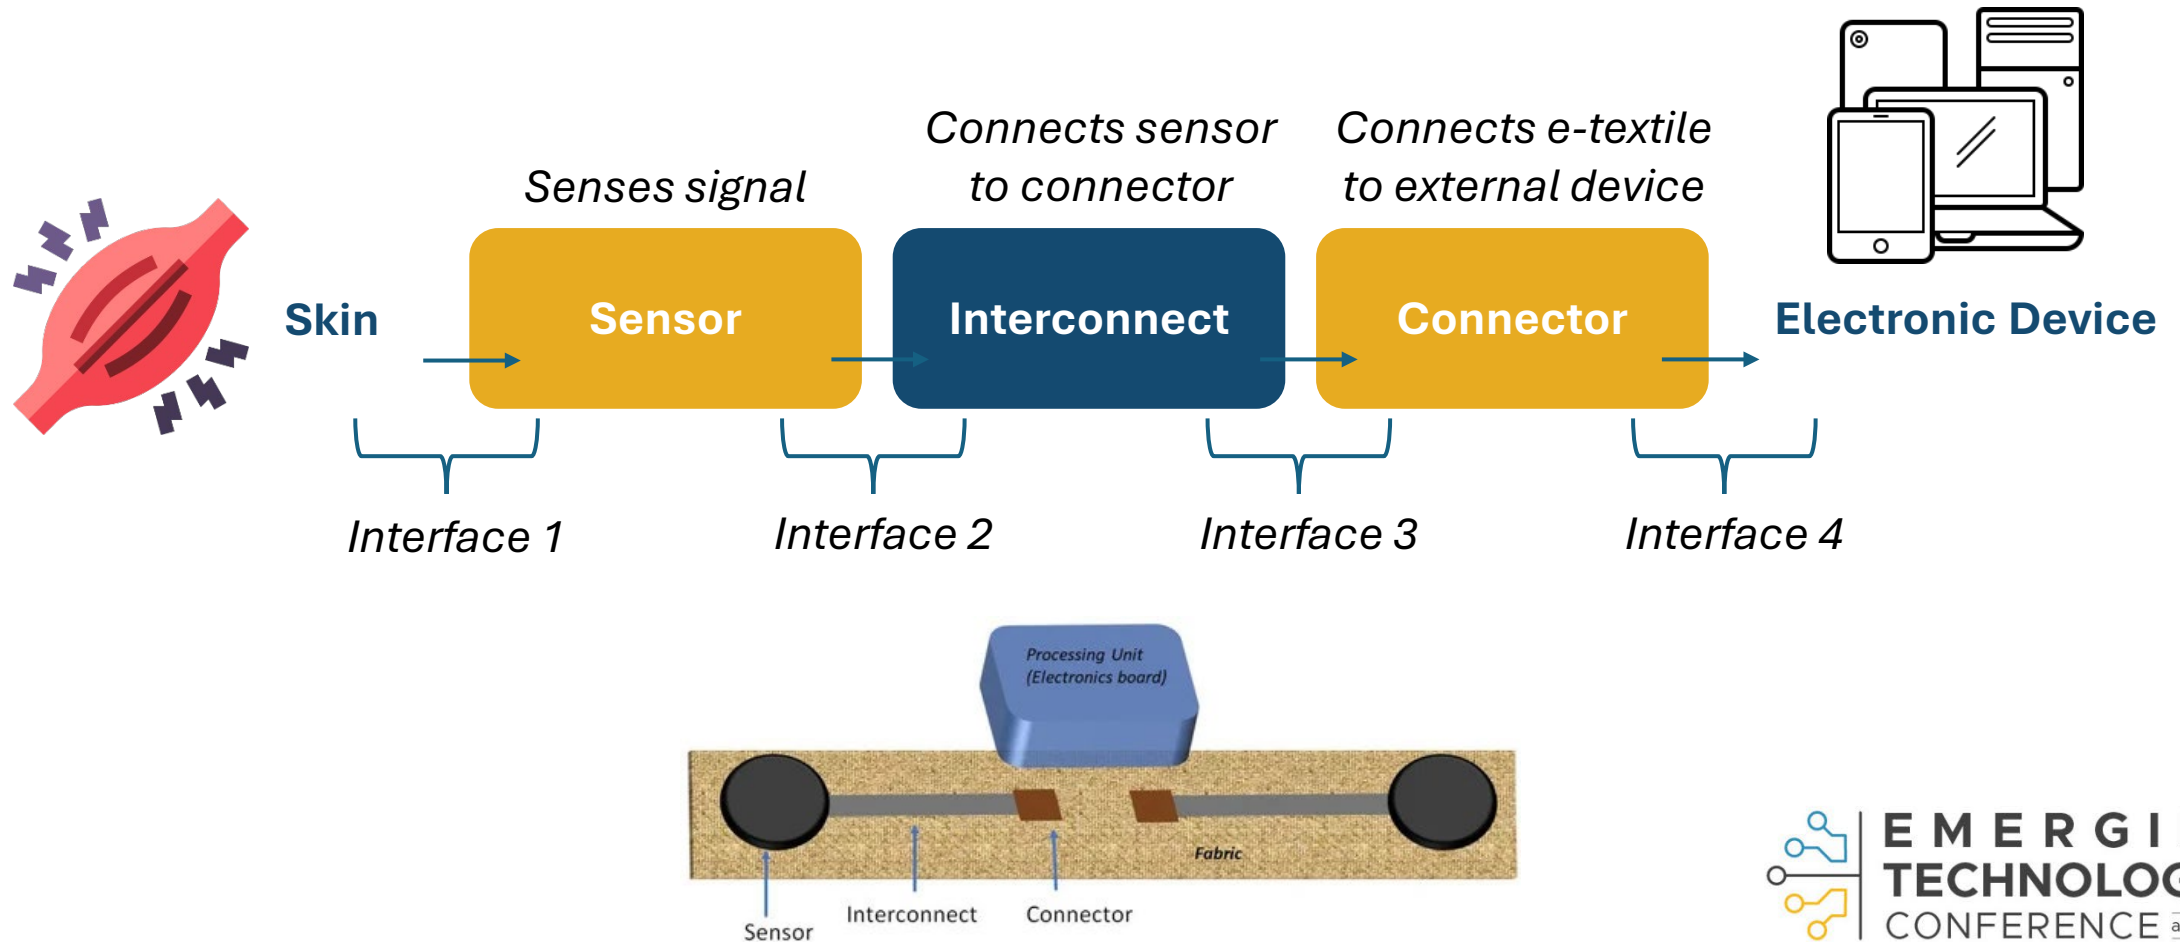 Senses signal
Connects sensor
to connector
Connects e-textile
to external device
Skin
Sensor
Interconnect
Connector
Electronic Device
Interface 1
Interface 2
Interface 3
Interface 4
Processing Unit
(Electronics board)
Fabric
Sensor
Interconnect
Connector
EMERGI
TECHNOLOG
CONFERENCE